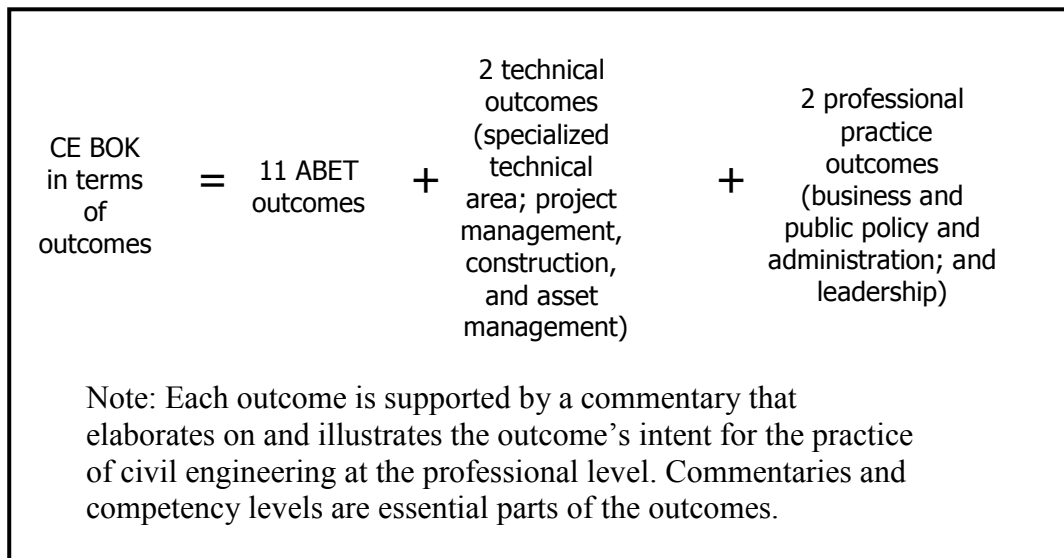 CE BOK
in terms
of
outcomes
=
11 ABET
outcomes
+
2 technical
outcomes
(specialized
technical
area; project
management,
construction,
and asset
management)
+
2 professional
practice
outcomes
(business and
public policy and
administration; and
leadership)
Note: Each outcome is supported by a commentary that
elaborates on and illustrates the outcome’s intent for the practice
of civil engineering at the professional level. Commentaries and
competency levels are essential parts of the outcomes.